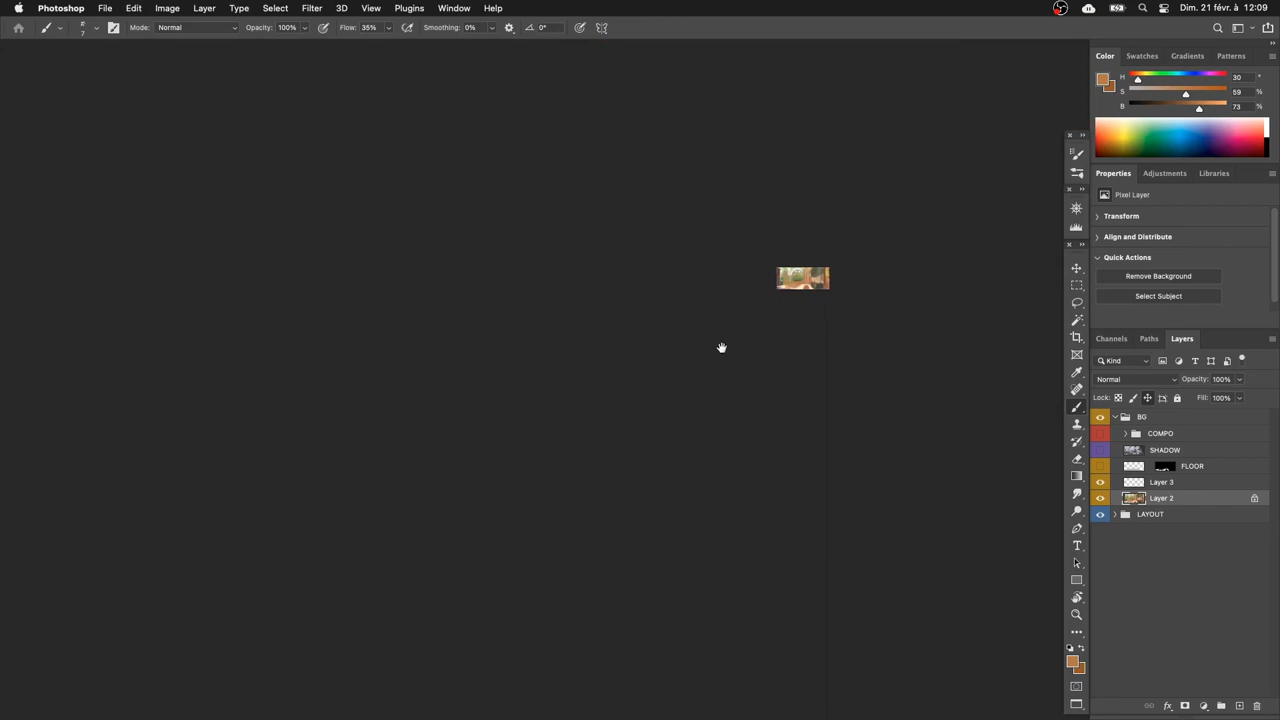 Photoshop File Edit Image Layer Type Select Filter 3D View Plugins Window Help Dim. 21 févr. à 12:09
7 Mode: Normal Opacity: 100% Flow: 35% Smoothing: 0% 0°
Color Swatches Gradients Patterns
H 30 °
S 59 %
B 73 %
Properties Adjustments Libraries
Pixel Layer
Transform
Align and Distribute
Quick Actions
Remove Background
Select Subject
Channels Paths Layers
Kind
Normal Opacity: 100%
Lock: Fill: 100%
BG
COMPO
SHADOW
FLOOR
Layer 3
Layer 2
LAYOUT